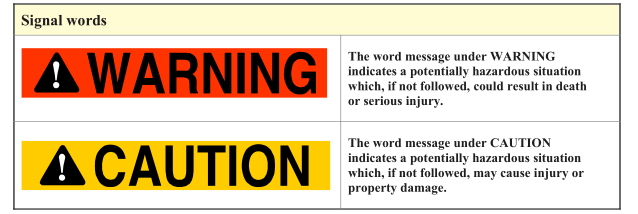 Signal words
WARNING
The word message under WARNING
indicates a potentially hazardous situation
which, if not followed, could result in death
or serious injury.
CAUTION
The word message under CAUTION
indicates a potentially hazardous situation
which, if not followed, may cause injury or
property damage.